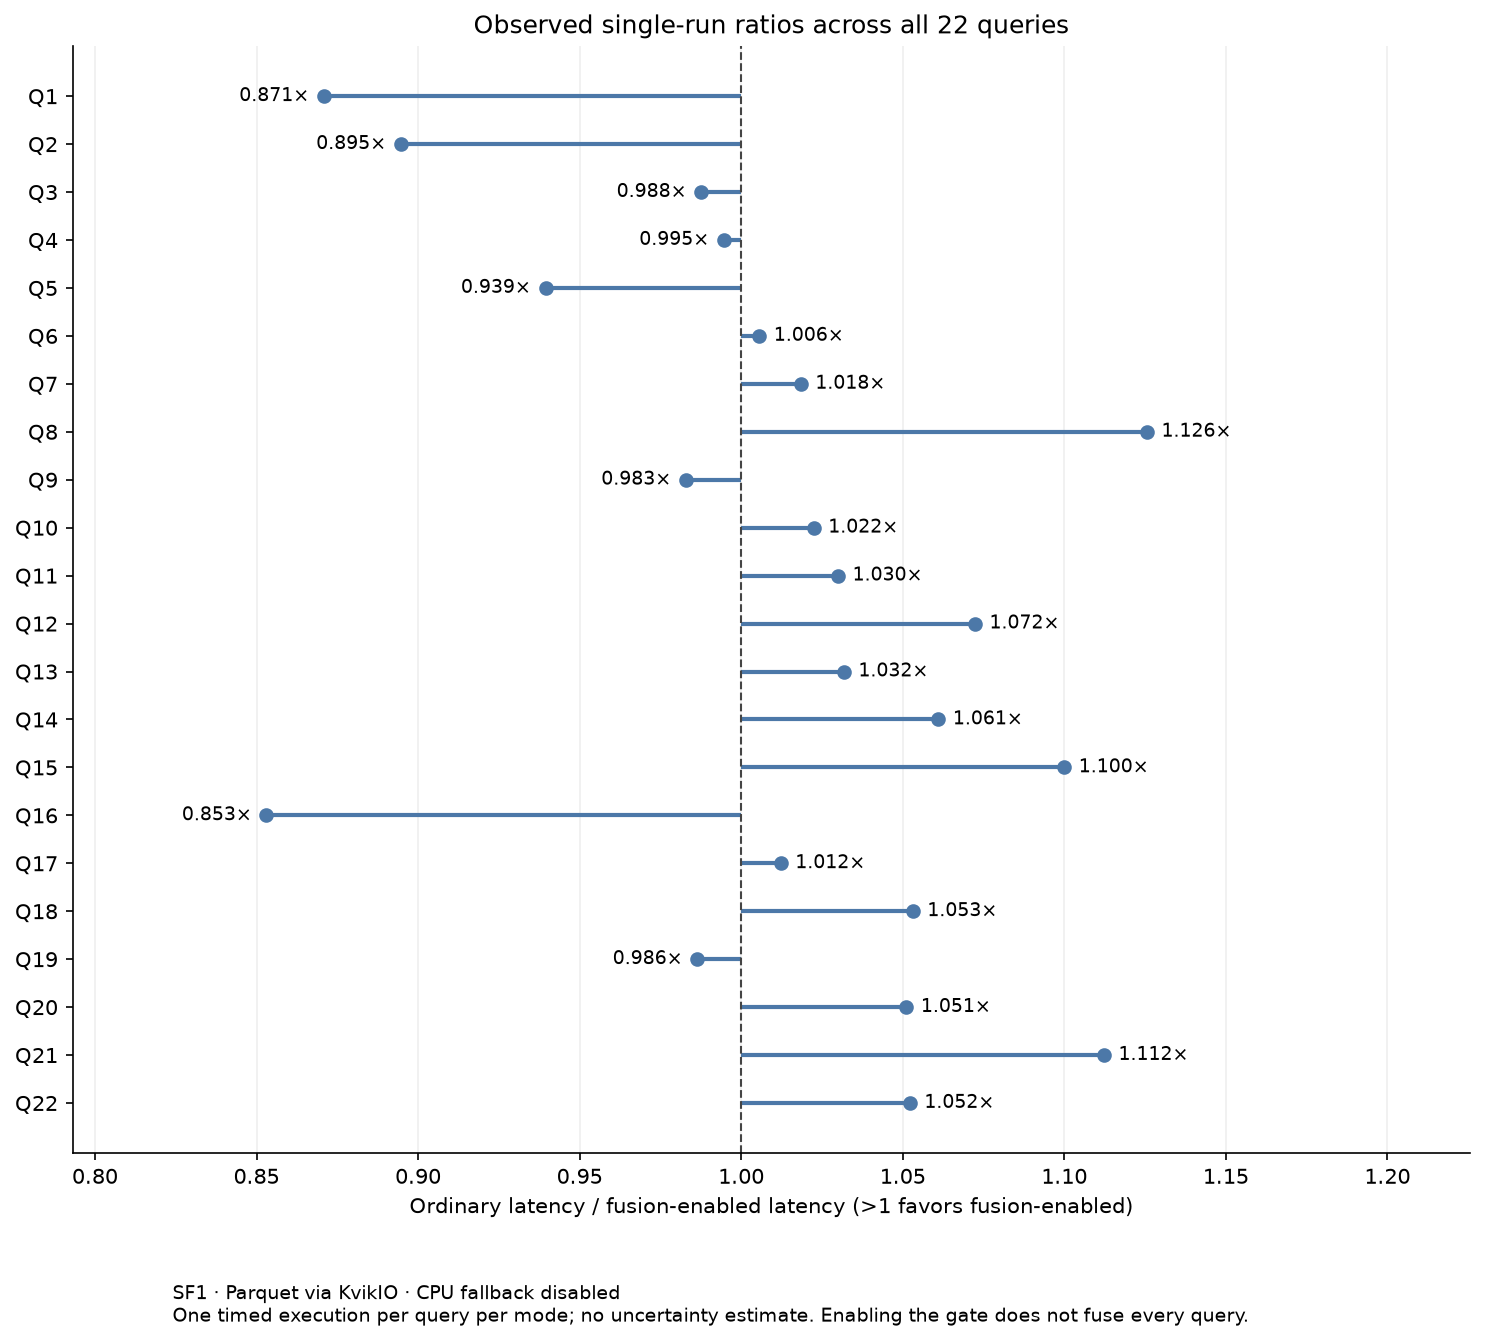 Observed single-run ratios across all 22 queries
Q1 0.871×
Q2 0.895×
Q3 0.988×
Q4 0.995×
Q5 0.939×
Q6 1.006×
Q7 1.018×
Q8 1.126×
Q9 0.983×
Q10 1.022×
Q11 1.030×
Q12 1.072×
Q13 1.032×
Q14 1.061×
Q15 1.100×
Q16 0.853×
Q17 1.012×
Q18 1.053×
Q19 0.986×
Q20 1.051×
Q21 1.112×
Q22 1.052×
0.80 0.85 0.90 0.95 1.00 1.05 1.10 1.15 1.20
Ordinary latency / fusion-enabled latency (>1 favors fusion-enabled)
SF1 · Parquet via KvikIO · CPU fallback disabled
One timed execution per query per mode; no uncertainty estimate. Enabling the gate does not fuse every query.